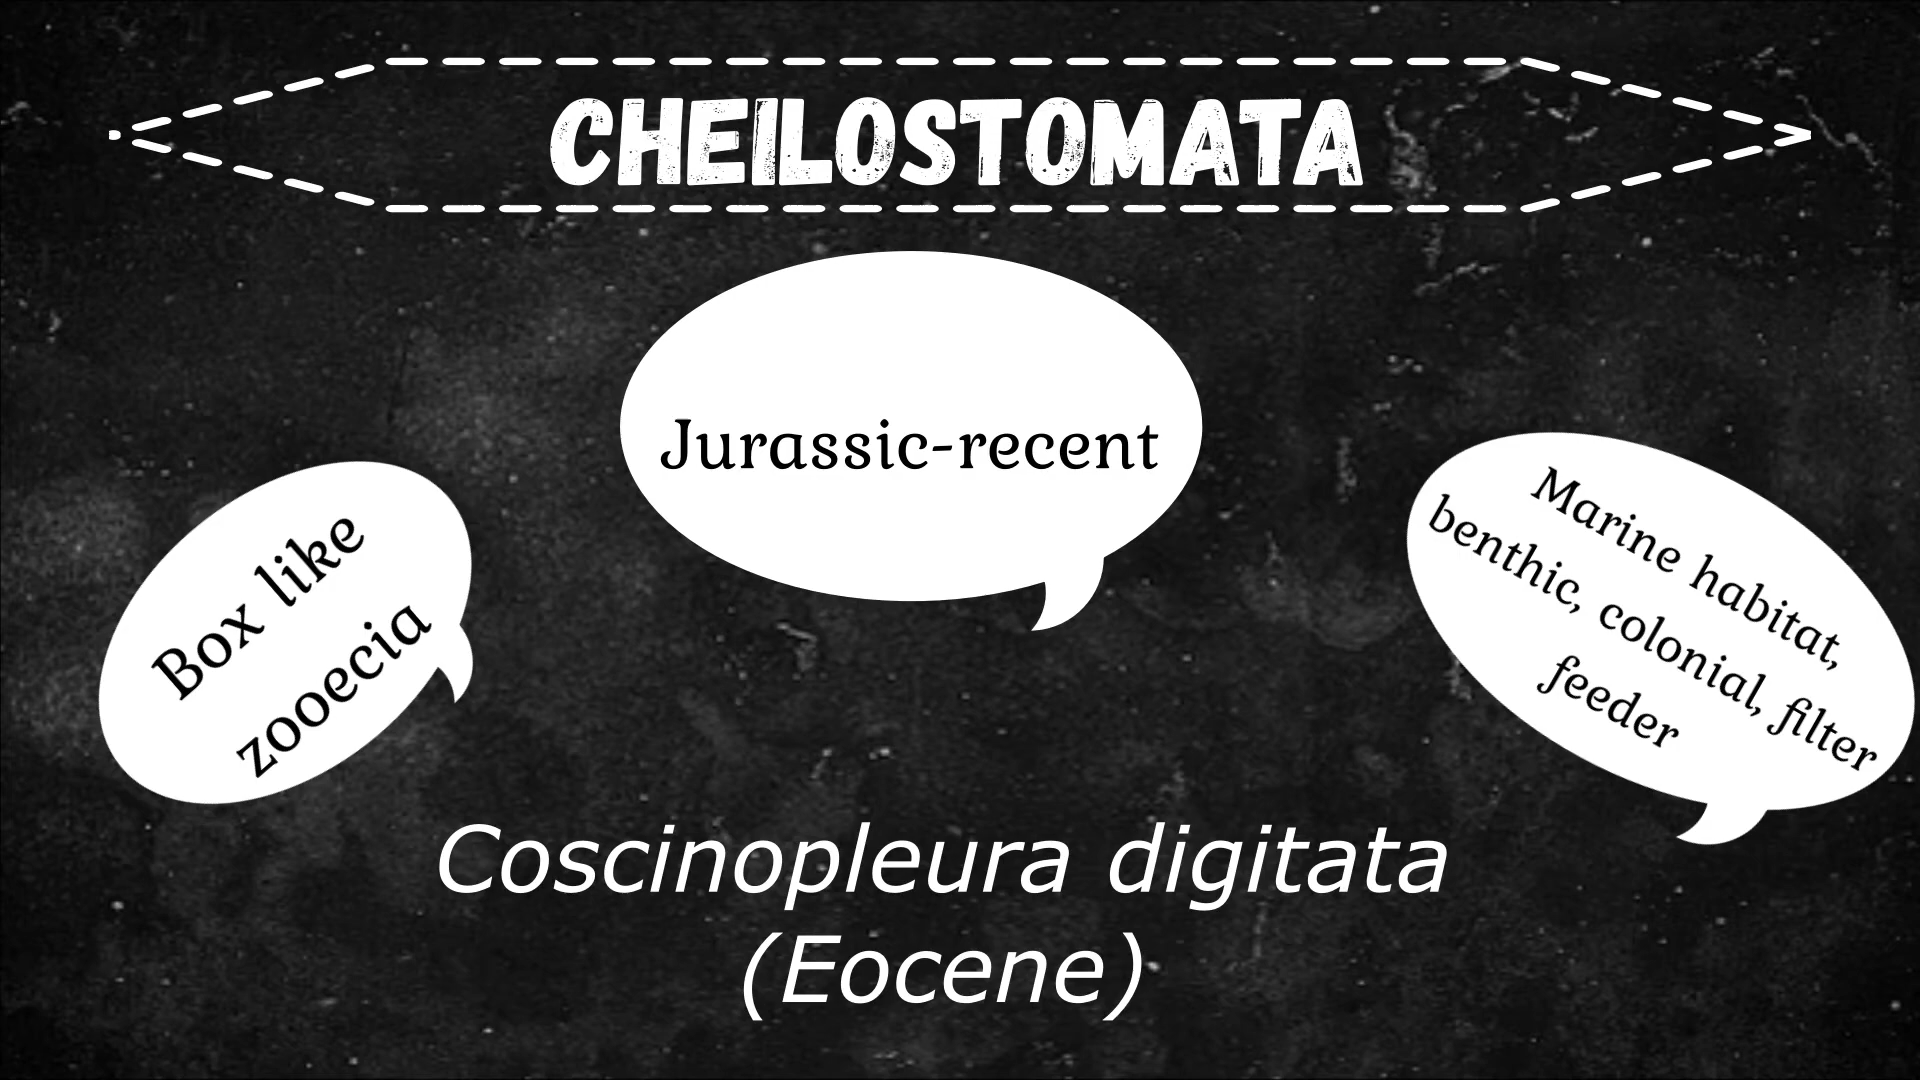 CHEILOSTOMATA
Jurassic-recent
Box like
zooecia
Marine habitat,
benthic, colonial, filter
feeder
Coscinopleura digitata
(Eocene)